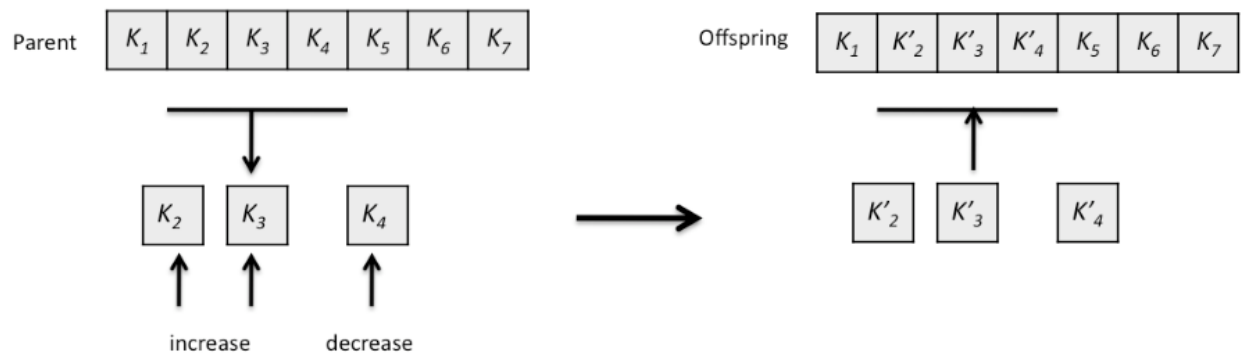 Parent K1 K2 K3 K4 K5 K6 K7
Offspring K1 K'2 K'3 K'4 K5 K6 K7
K2 K3 K4
K'2 K'3 K'4
increase decrease